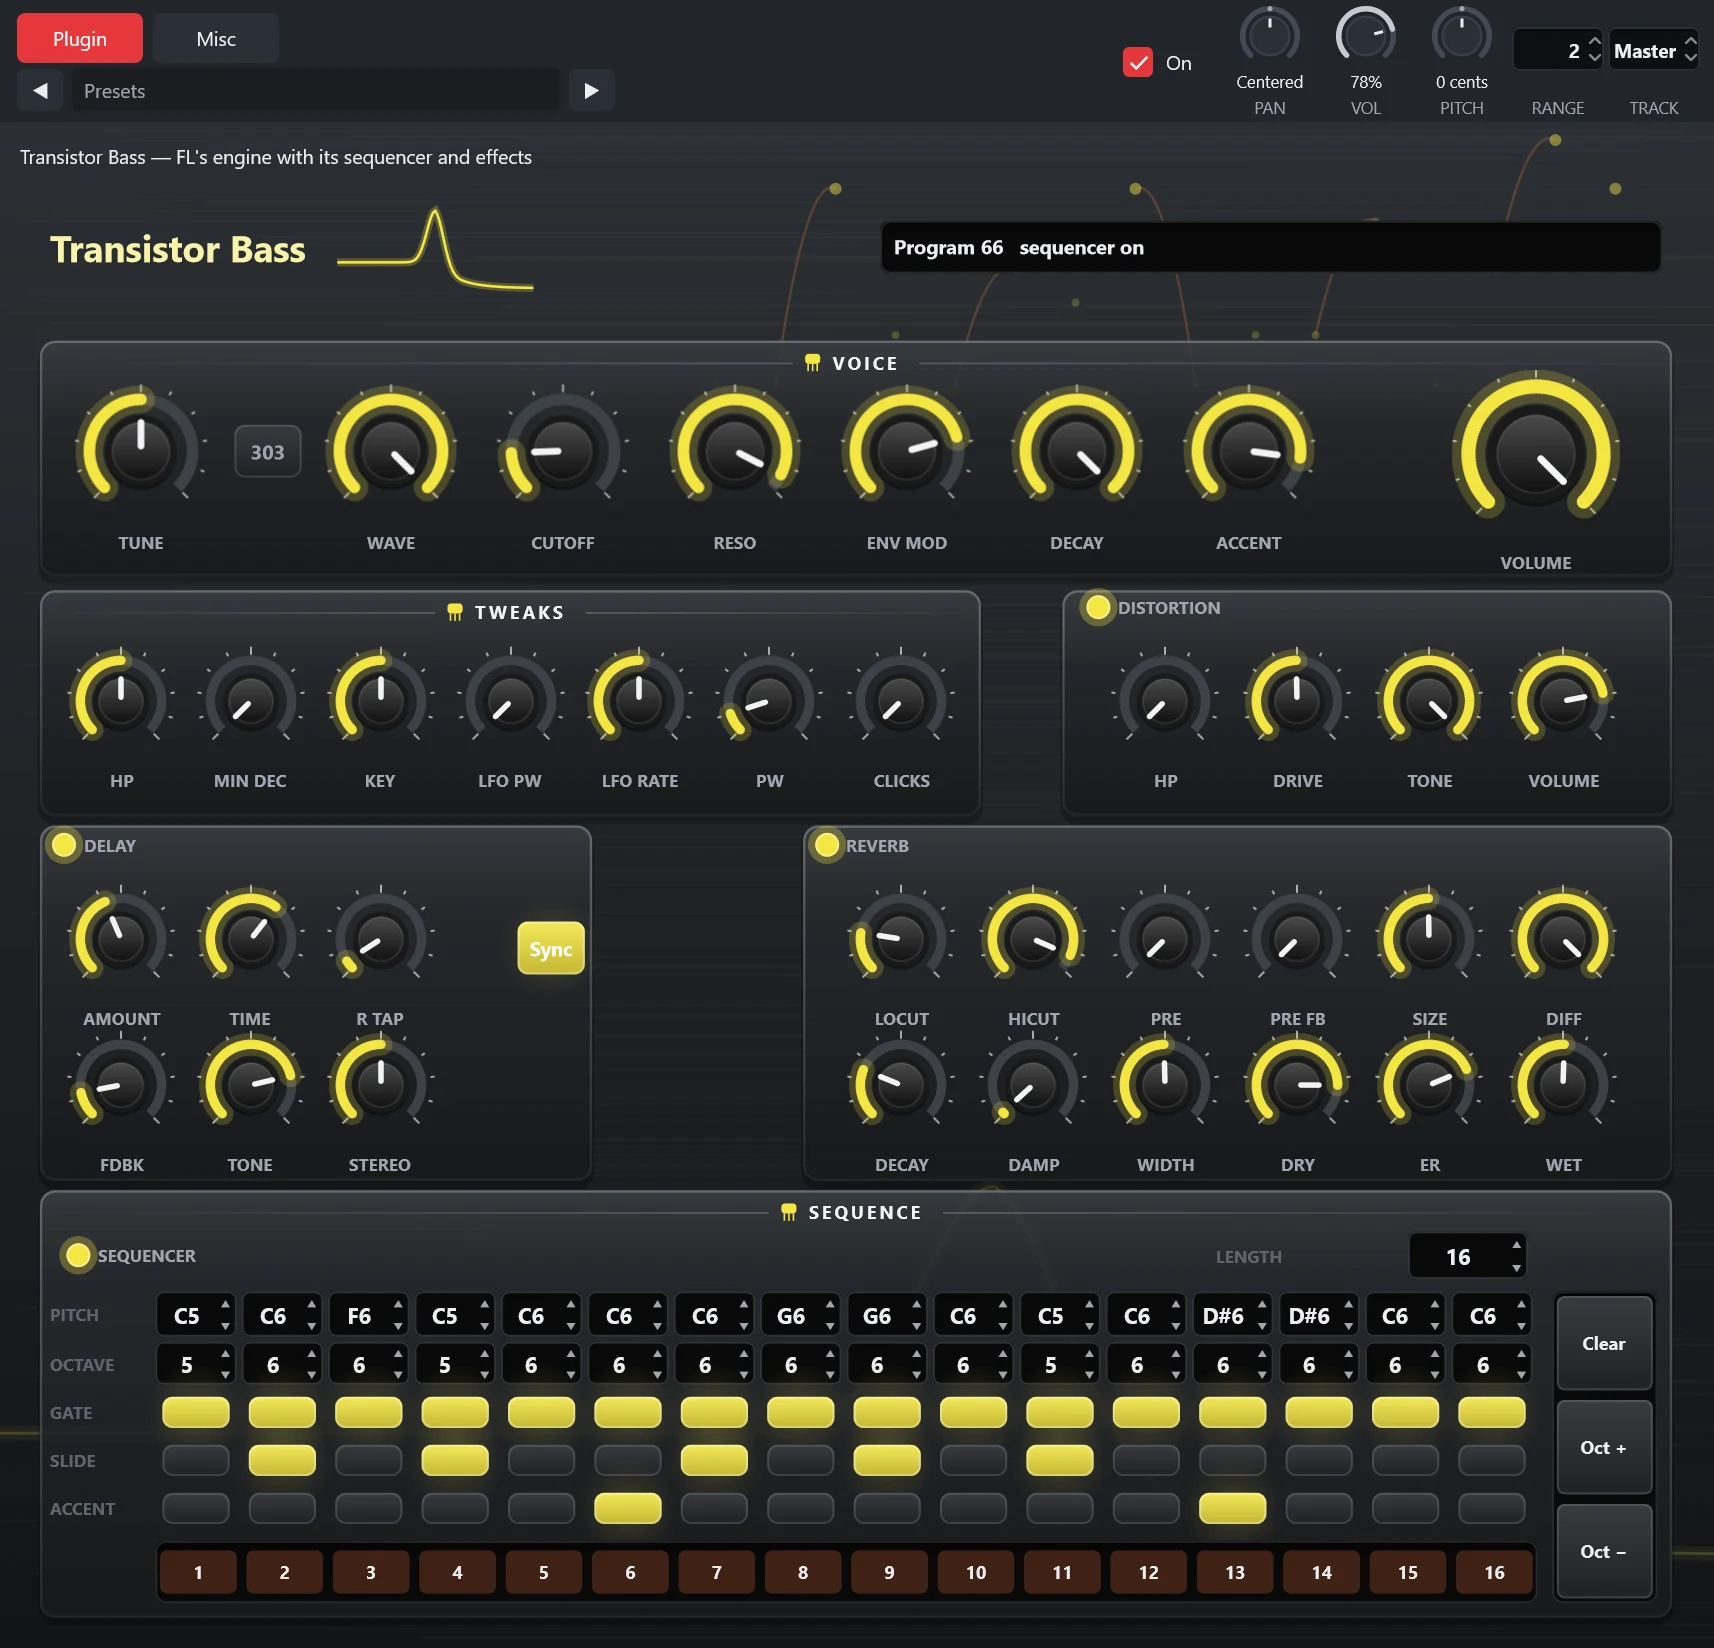 Plugin
Misc
On
Centered
78%
0 cents
2
Master
Presets
PAN
VOL
PITCH
RANGE
TRACK
Transistor Bass — FL's engine with its sequencer and effects
Transistor Bass
Program 66 sequencer on
VOICE
303
TUNE
WAVE
CUTOFF
RESO
ENV MOD
DECAY
ACCENT
VOLUME
TWEAKS
HP
MIN DEC
KEY
LFO PW
LFO RATE
PW
CLICKS
DISTORTION
HP
DRIVE
TONE
VOLUME
DELAY
Sync
AMOUNT
TIME
R TAP
FDBK
TONE
STEREO
REVERB
LOCUT
HICUT
PRE
PRE FB
SIZE
DIFF
DECAY
DAMP
WIDTH
DRY
ER
WET
SEQUENCE
SEQUENCER
LENGTH
16
PITCH C5 C6 F6 C5 C6 C6 C6 G6 G6 C6 C5 C6 D#6 D#6 C6 C6
OCTAVE 5 6 6 5 6 6 6 6 6 6 5 6 6 6 6 6
GATE
SLIDE
ACCENT
1 2 3 4 5 6 7 8 9 10 11 12 13 14 15 16
Clear
Oct +
Oct −